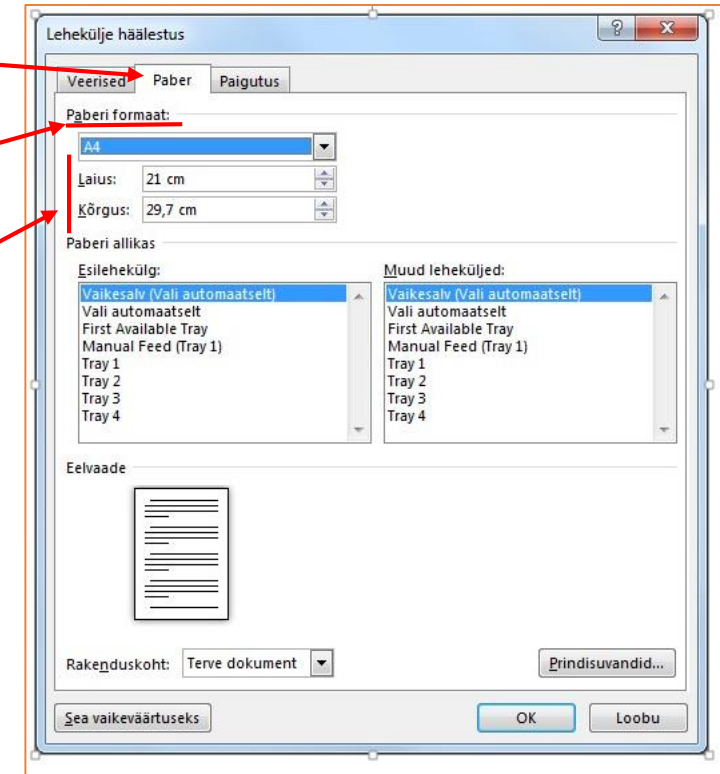 Lehekülje häälestus
Veerised Paber Paigutus
Paberi formaat:
A4
Laius: 21 cm
Kõrgus: 29,7 cm
Paberi allikas
Esilehekülg: Muud leheküljed:
Vaikesalv (Vali automaatselt) Vaikesalv (Vali automaatselt)
Vali automaatselt Vali automaatselt
First Available Tray First Available Tray
Manual Feed (Tray 1) Manual Feed (Tray 1)
Tray 1 Tray 1
Tray 2 Tray 2
Tray 3 Tray 3
Tray 4 Tray 4
Eelvaade
Rakenduskoht: Terve dokument Prindisuvandid...
Sea vaikeväärtuseks OK Loobu